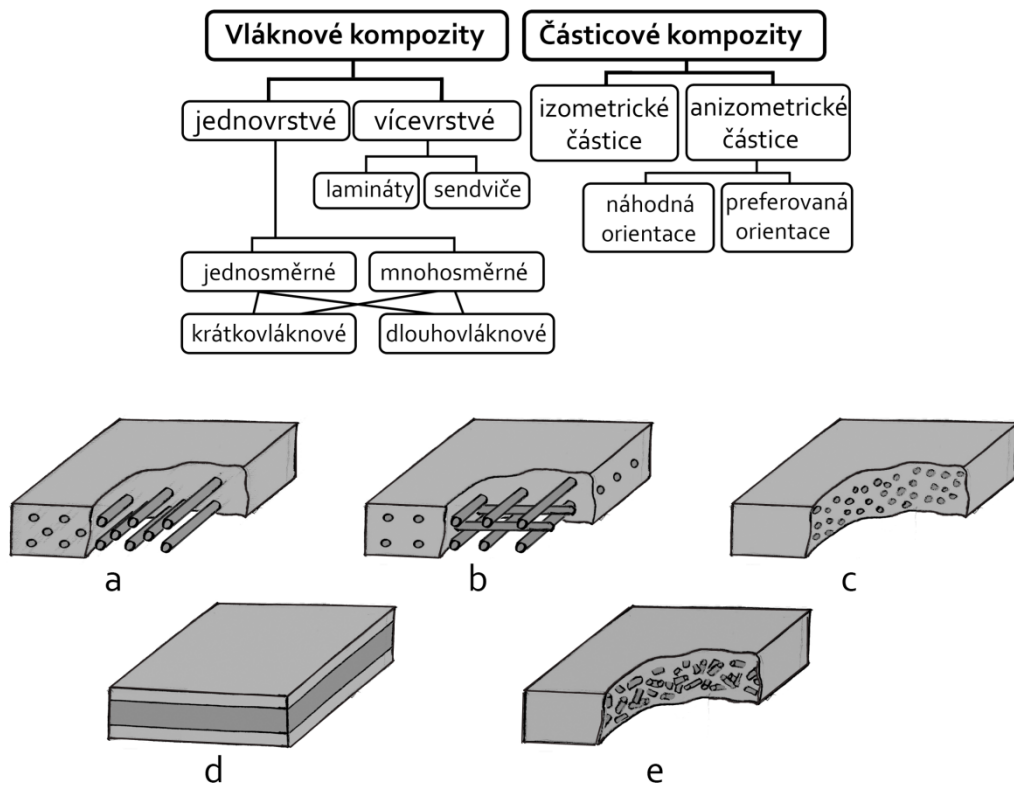 Vláknové kompozity
Částicové kompozity
jednovrstvé
vícevrstvé
izometrické
částice
anizometrické
částice
lamináty
sendviče
náhodná
orientace
preferovaná
orientace
jednosměrné
mnohosměrné
krátkovláknové
dlouhovláknové
a
b
c
d
e